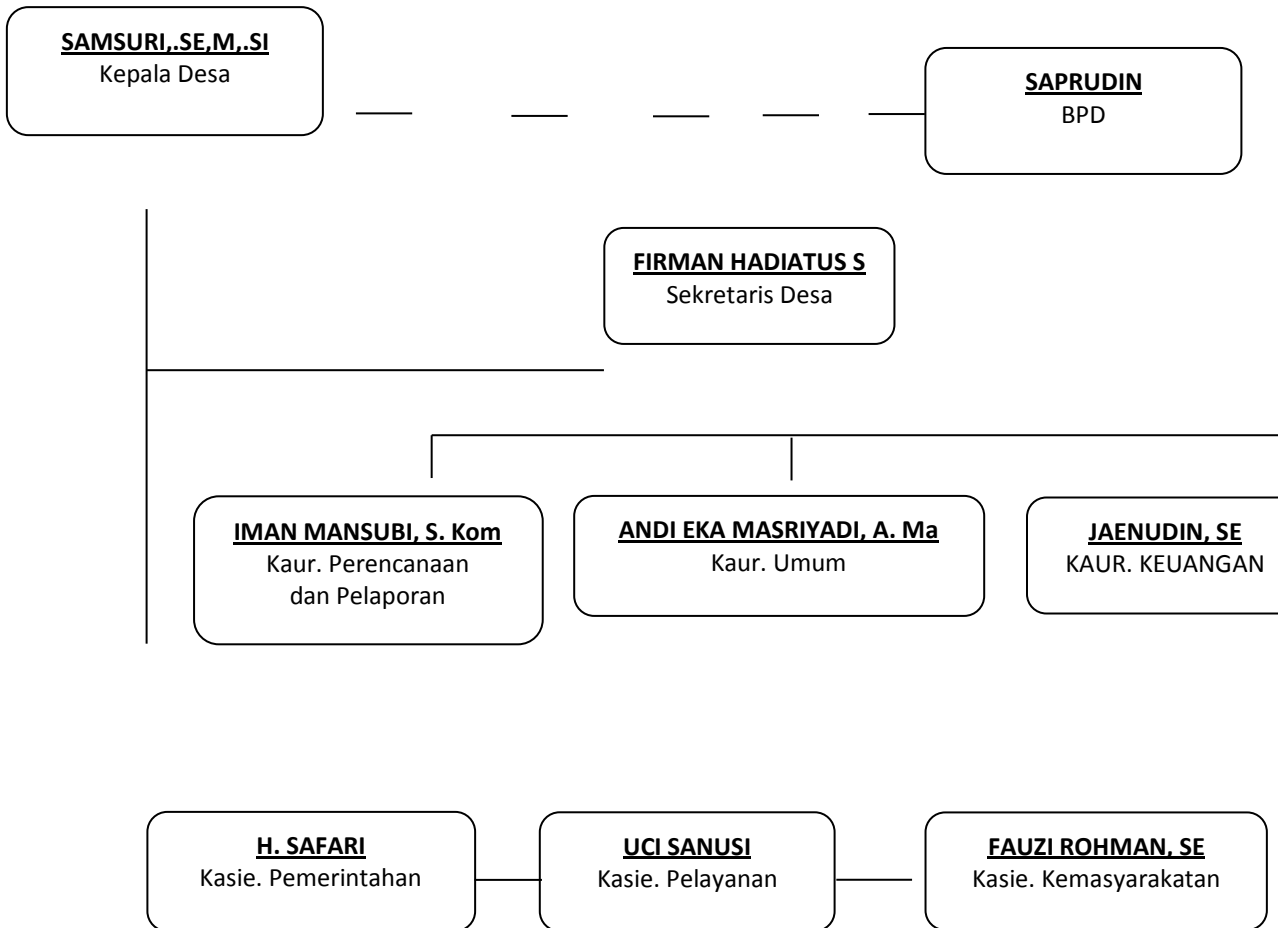 SAMSURI,.SE,M,.SI
Kepala Desa
SAPRUDIN
BPD
FIRMAN HADIATUS S
Sekretaris Desa
IMAN MANSUBI, S. Kom
Kaur. Perencanaan
dan Pelaporan
ANDI EKA MASRIYADI, A. Ma
Kaur. Umum
JAENUDIN, SE
KAUR. KEUANGAN
H. SAFARI
Kasie. Pemerintahan
UCI SANUSI
Kasie. Pelayanan
FAUZI ROHMAN, SE
Kasie. Kemasyarakatan